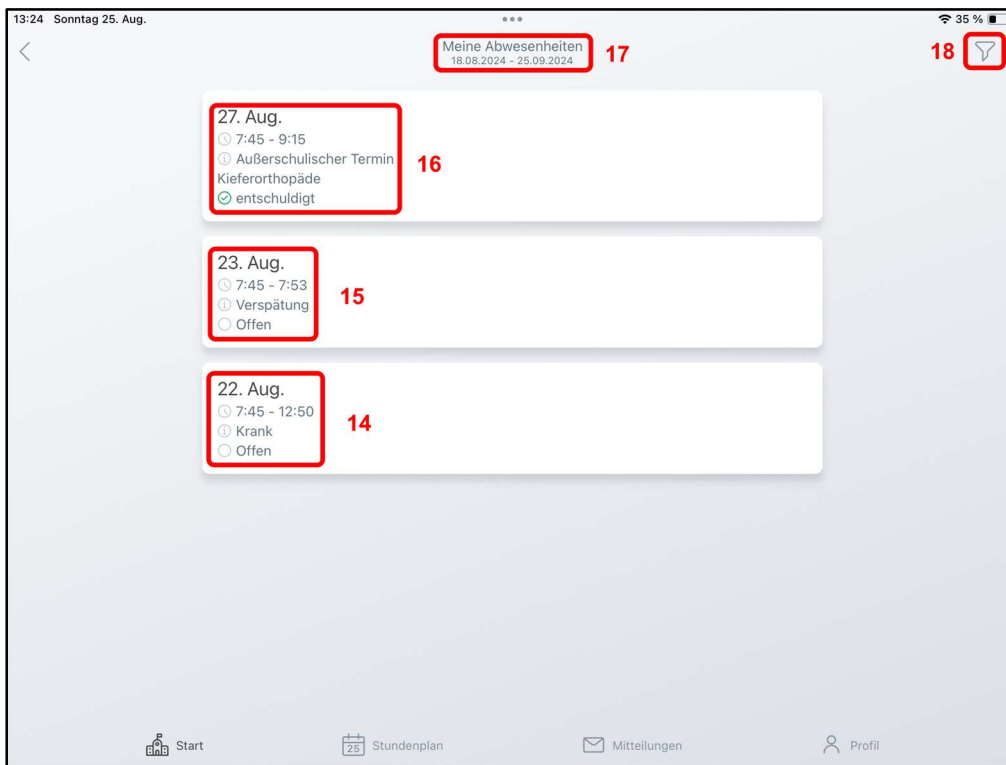 13:24 Sonntag 25. Aug.
35 %
Meine Abwesenheiten
18.08.2024 - 25.09.2024
17
18
27. Aug.
7:45 - 9:15
Außerschulischer Termin
Kieferorthopäde
entschuldigt
16
23. Aug.
7:45 - 7:53
Verspätung
Offen
15
22. Aug.
7:45 - 12:50
Krank
Offen
14
Start
25 Stundenplan
Mitteilungen
Profil